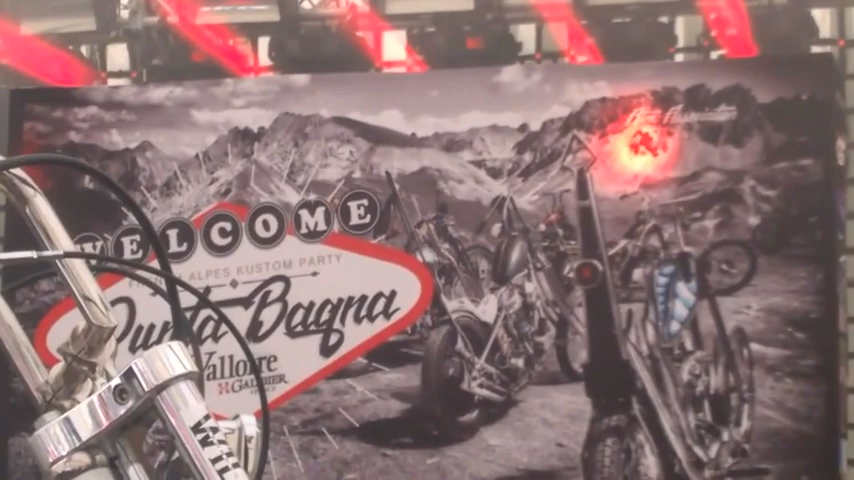 WELCOME
ALPES KUSTOM PARTY
Punta Bagna
Valloire
GALIBIER